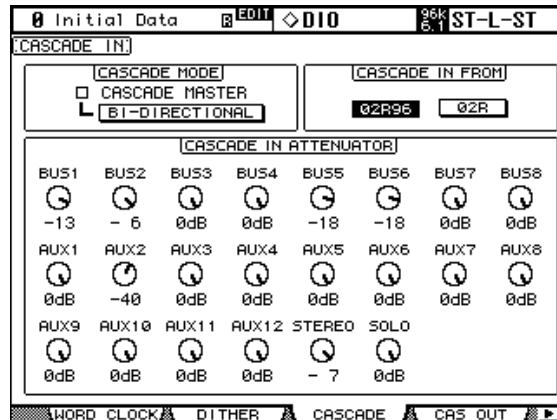 0 Initial Data R EDIT ◇DIO 96k 6.1 ST-L-ST
CASCADE IN
CASCADE MODE CASCADE IN FROM
CASCADE MASTER
BI-DIRECTIONAL 02R96 02R
CASCADE IN ATTENUATOR
BUS1 BUS2 BUS3 BUS4 BUS5 BUS6 BUS7 BUS8
-13 - 6 0dB 0dB -18 -18 0dB 0dB
AUX1 AUX2 AUX3 AUX4 AUX5 AUX6 AUX7 AUX8
0dB -40 0dB 0dB 0dB 0dB 0dB 0dB
AUX9 AUX10 AUX11 AUX12 STEREO SOLO
0dB 0dB 0dB 0dB - 7 0dB
WORD CLOCK DITHER CASCADE CAS OUT